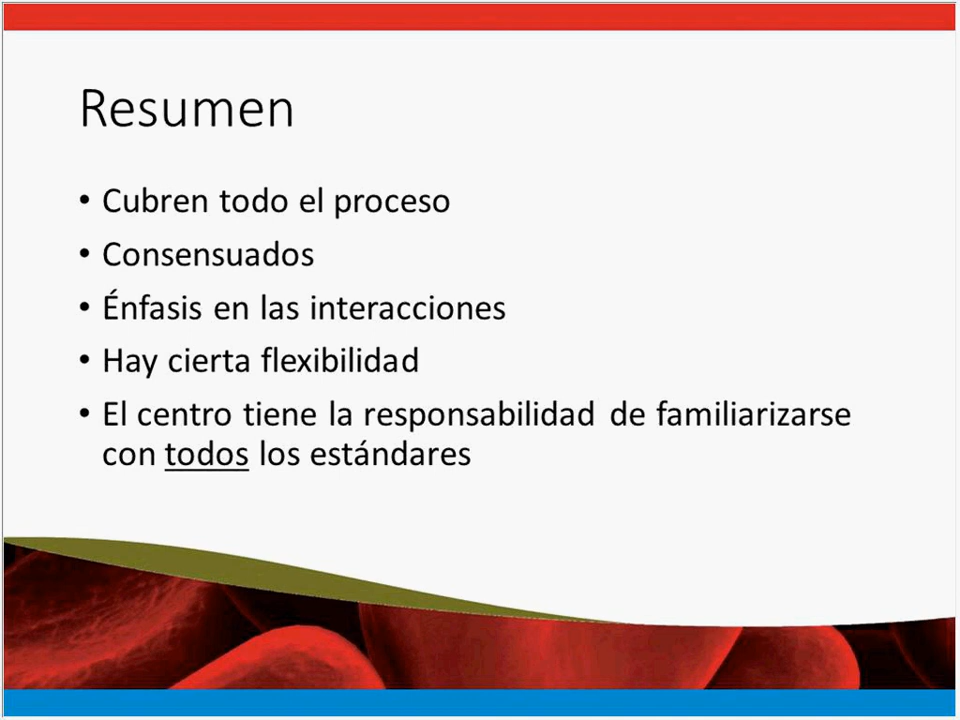 Resumen
• Cubren todo el proceso
• Consensuados
• Énfasis en las interacciones
• Hay cierta flexibilidad
• El centro tiene la responsabilidad de familiarizarse
con todos los estándares